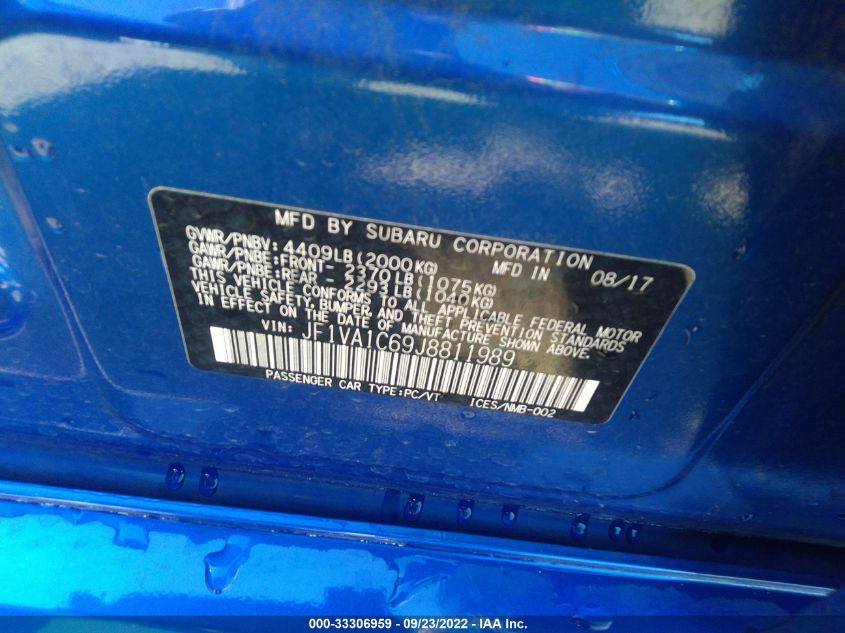 MFD BY SUBARU CORPORATION
GVWR/PNBV: 4409LB(2000KG) MFD IN 08/17
GAWR/PNBE:FRONT- 2370LB(1075KG)
GAWR/PNBE:REAR - 2293LB(1040KG)
THIS VEHICLE CONFORMS TO ALL APPLICABLE FEDERAL MOTOR
VEHICLE SAFETY, BUMPER, AND THEFT PREVENTION STANDARDS
IN EFFECT ON THE DATE OF MANUFACTURE SHOWN ABOVE.
VIN: JF1VA1C69J8811989
PASSENGER CAR TYPE:PC/VT ICES/NMB-002
000-33306959 - 09/23/2022 - IAA Inc.